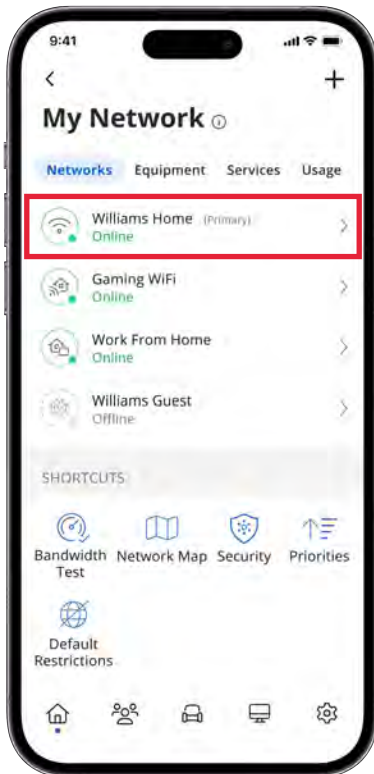 9:41
My Network
Networks Equipment Services Usage
Williams Home (Primary)
Online
Gaming WiFi
Online
Work From Home
Online
Williams Guest
Offline
SHORTCUTS
Bandwidth Test
Network Map
Security
Priorities
Default
Restrictions